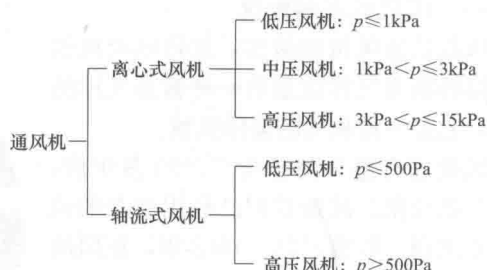 低压风机：p≤1kPa
离心式风机
中压风机：1kPa<p≤3kPa
高压风机：3kPa<p≤15kPa
通风机
低压风机：p≤500Pa
轴流式风机
高压风机：p>500Pa